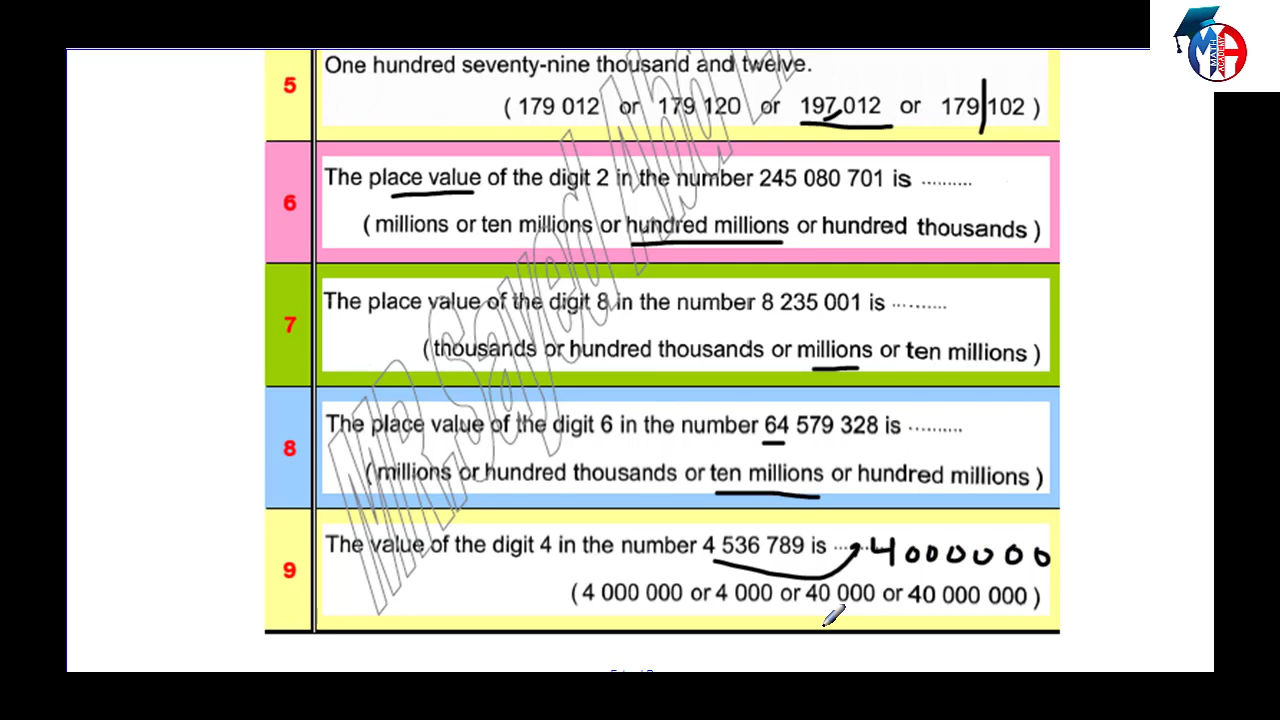 MATH ACADEMY
5
One hundred seventy-nine thousand and twelve.
( 179 012 or 179 120 or 197,012 or 179 102 )
6
The place value of the digit 2 in the number 245 080 701 is ..........
(millions or ten millions or hundred millions or hundred thousands )
7
The place value of the digit 8 in the number 8 235 001 is ..........
(thousands or hundred thousands or millions or ten millions )
8
The place value of the digit 6 in the number 64 579 328 is ..........
(millions or hundred thousands or ten millions or hundred millions )
9
The value of the digit 4 in the number 4 536 789 is ........ 4000000
(4 000 000 or 4 000 or 40 000 or 40 000 000 )
MR.Sayed